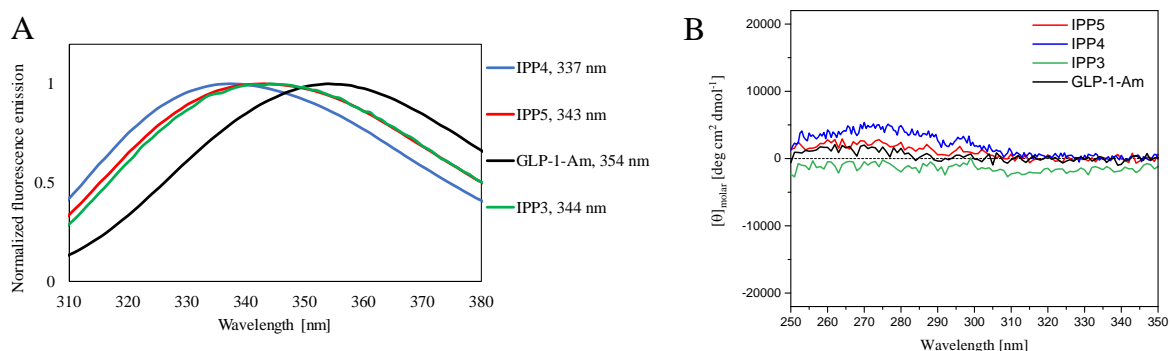 A
Normalized fluorescence emission
1
0.5
0
310 320 330 340 350 360 370 380
Wavelength [nm]
IPP4, 337 nm
IPP5, 343 nm
GLP-1-Am, 354 nm
IPP3, 344 nm
B
[θ]molar [deg cm² dmol⁻¹]
20000
10000
0
-10000
-20000
250 260 270 280 290 300 310 320 330 340 350
Wavelength [nm]
IPP5
IPP4
IPP3
GLP-1-Am